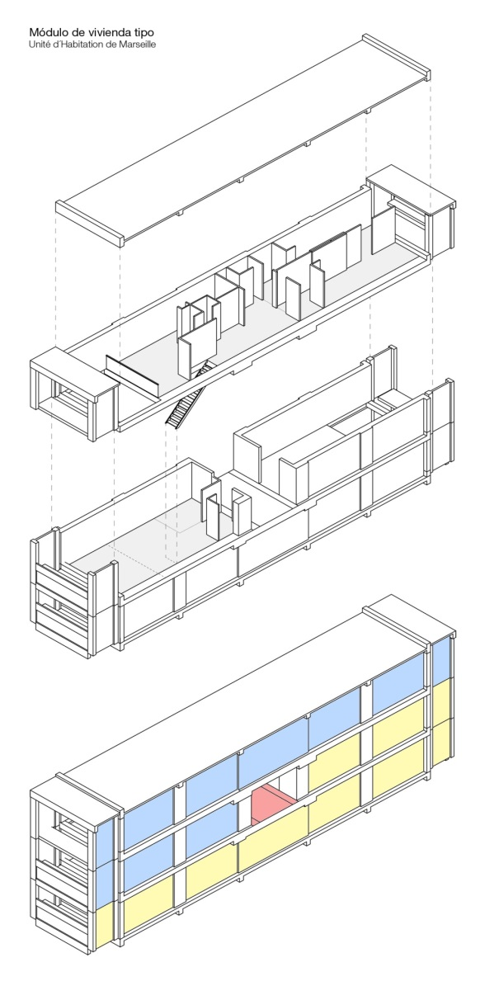 Módulo de vivienda tipo
Unité d´Habitation de Marseille